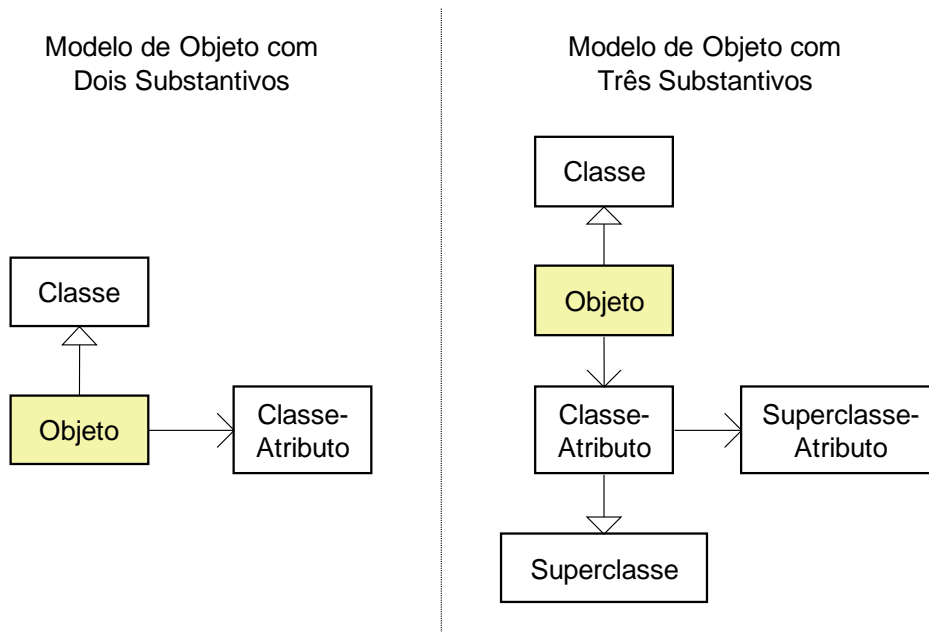 Modelo de Objeto com
Dois Substantivos
Classe
Objeto
Classe-
Atributo
Modelo de Objeto com
Três Substantivos
Classe
Objeto
Classe-
Atributo
Superclasse-
Atributo
Superclasse